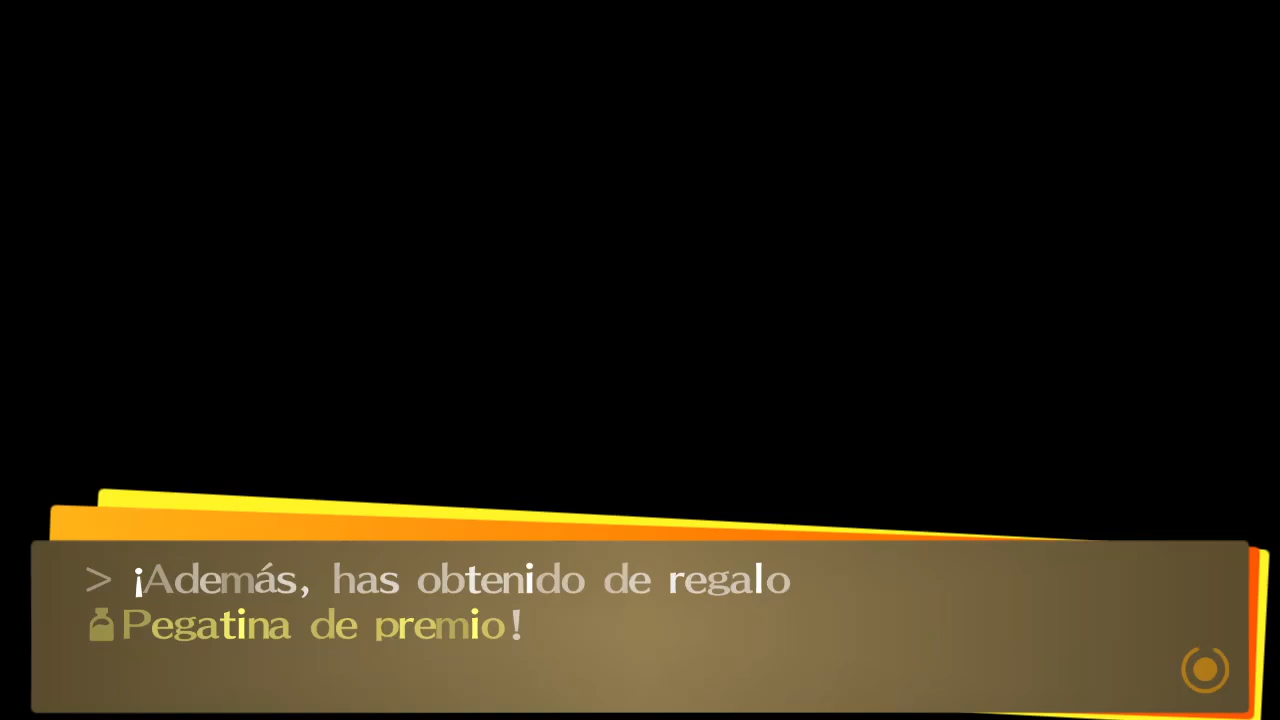 > ¡Además, has obtenido de regalo
Pegatina de premio!